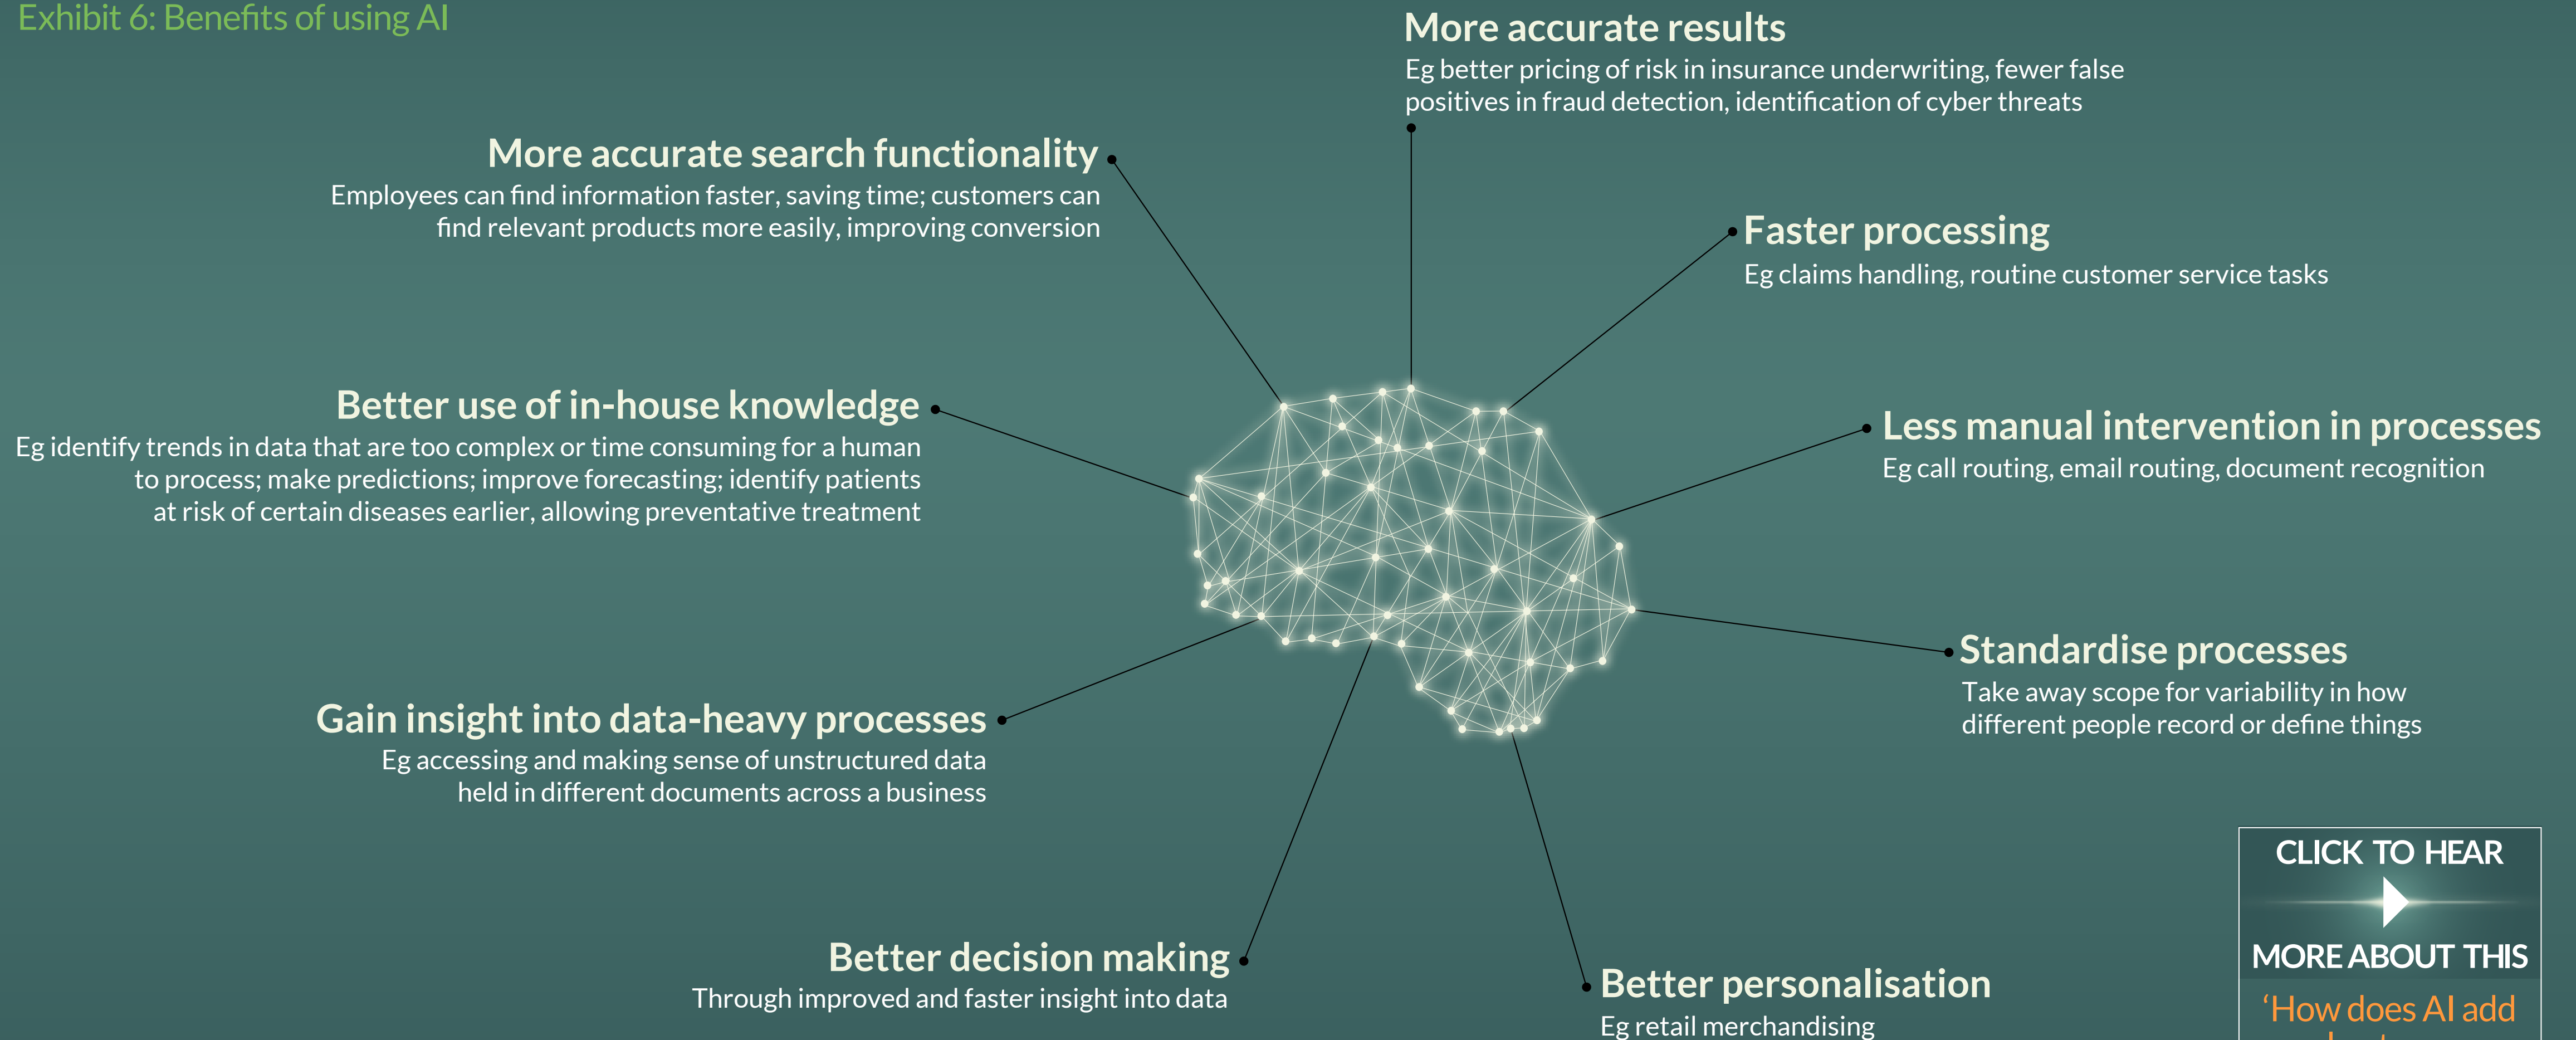 Exhibit 6: Benefits of using AI
More accurate results
Eg better pricing of risk in insurance underwriting, fewer false
positives in fraud detection, identification of cyber threats
More accurate search functionality
Employees can find information faster, saving time; customers can
find relevant products more easily, improving conversion
Faster processing
Eg claims handling, routine customer service tasks
Better use of in-house knowledge
Eg identify trends in data that are too complex or time consuming for a human
to process; make predictions; improve forecasting; identify patients
at risk of certain diseases earlier, allowing preventative treatment
Less manual intervention in processes
Eg call routing, email routing, document recognition
Standardise processes
Take away scope for variability in how
different people record or define things
Gain insight into data-heavy processes
Eg accessing and making sense of unstructured data
held in different documents across a business
Better decision making
Through improved and faster insight into data
Better personalisation
Eg retail merchandising
CLICK TO HEAR
MORE ABOUT THIS
‘How does AI add